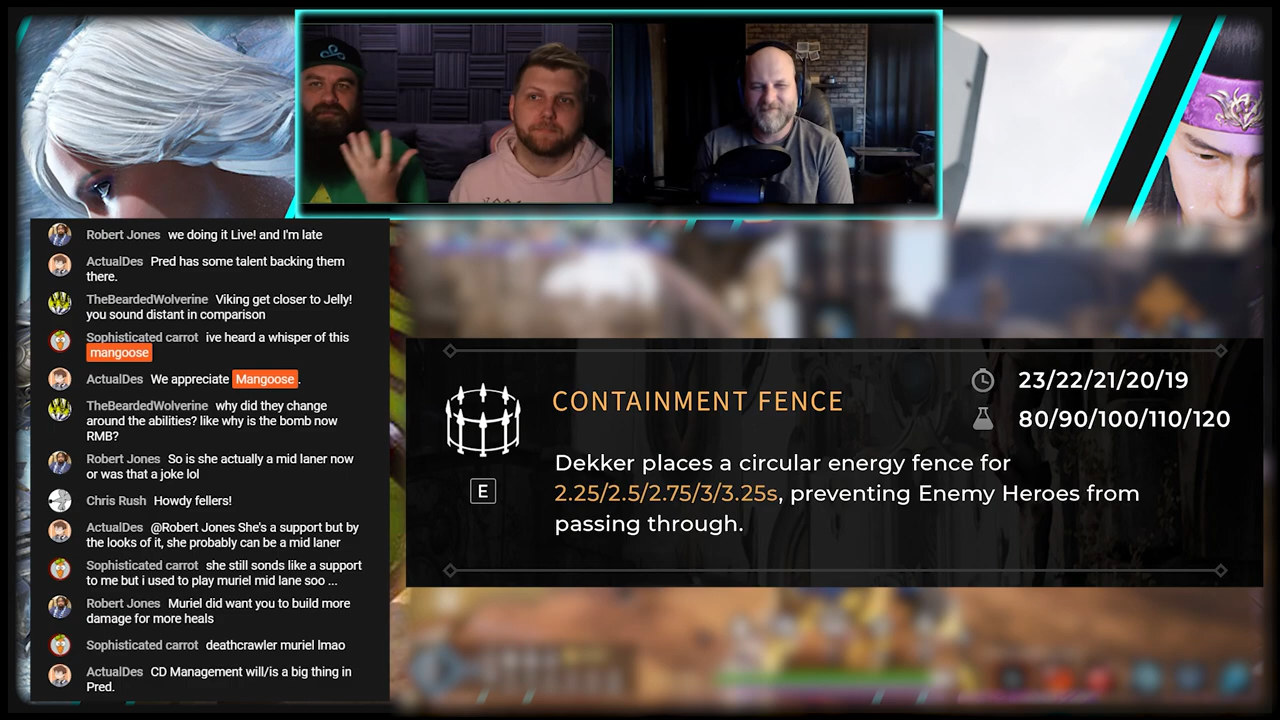 Robert Jones we doing it Live! and I'm late
ActualDes Pred has some talent backing them
there.
TheBeardedWolverine Viking get closer to Jelly!
you sound distant in comparison
Sophisticated carrot ive heard a whisper of this
mangoose
ActualDes We appreciate Mangoose.
TheBeardedWolverine why did they change
around the abilities? like why is the bomb now
RMB?
Robert Jones So is she actually a mid laner now
or was that a joke lol
Chris Rush Howdy fellers!
ActualDes @Robert Jones She's a support but by
the looks of it, she probably can be a mid laner
Sophisticated carrot she still sonds like a support
to me but i used to play muriel mid lane soo ...
Robert Jones Muriel did want you to build more
damage for more heals
Sophisticated carrot deathcrawler muriel lmao
ActualDes CD Management will/is a big thing in
Pred.
CONTAINMENT FENCE
23/22/21/20/19
80/90/100/110/120
E
Dekker places a circular energy fence for
2.25/2.5/2.75/3/3.25s, preventing Enemy Heroes from
passing through.